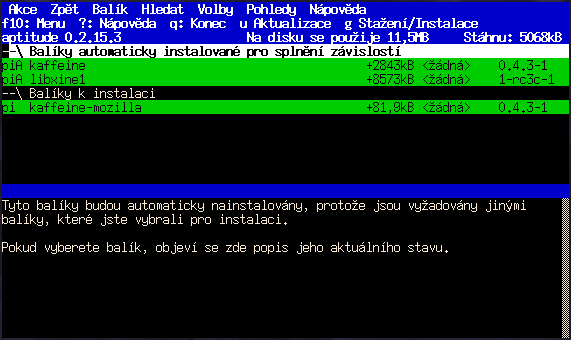 Akce  Zpět  Balík  Hledat  Volby  Pohledy  Nápověda
f10: Menu  ?: Nápověda  q: Konec  u Aktualizace  g Stažení/Instalace
aptitude 0.2.15.3 Na disku se použije 11,5MB Stáhnu: 5068kB
--\ Balíky automaticky instalované pro splnění závislostí
piA kaffeine +2843kB <žádná> 0.4.3-1
piA libxine1 +8573kB <žádná> 1-rc3c-1
--\ Balíky k instalaci
pi  kaffeine-mozilla +81,9kB <žádná> 0.4.3-1
Tyto balíky budou automaticky nainstalovány, protože jsou vyžadovány jinými
balíky, které jste vybrali pro instalaci.
Pokud vyberete balík, objeví se zde popis jeho aktuálního stavu.